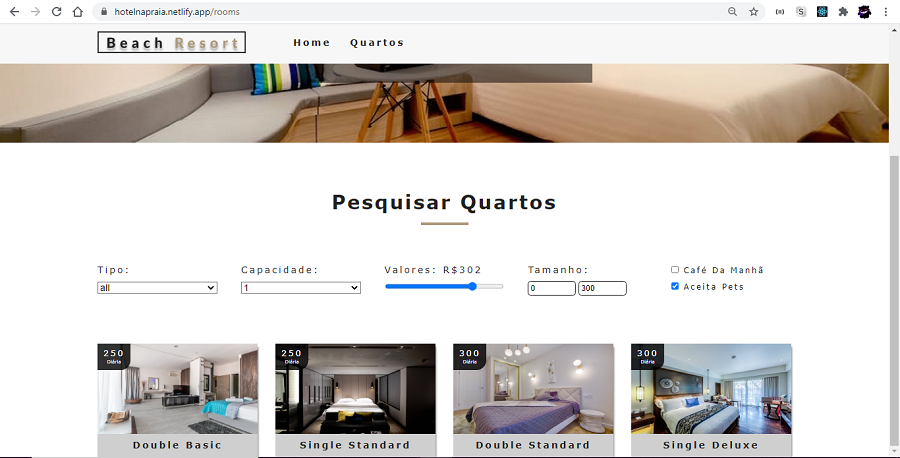 hotelnapraia.netlify.app/rooms
Beach Resort
Home
Quartos
Pesquisar Quartos
Tipo:
all
Capacidade:
1
Valores: R$302
Tamanho:
0
300
Café Da Manhã
Aceita Pets
250
Diária
Double Basic
250
Diária
Single Standard
300
Diária
Double Standard
300
Diária
Single Deluxe